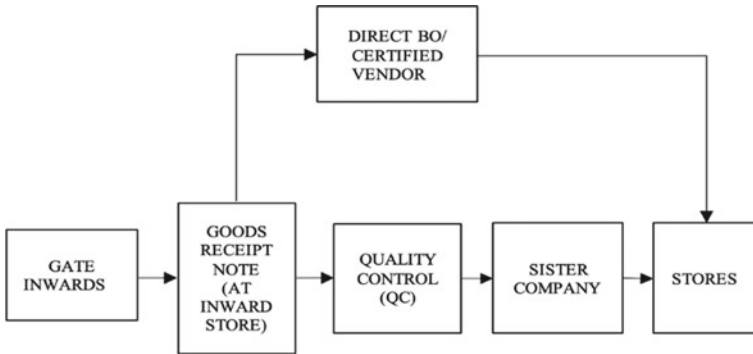 DIRECT BO/
CERTIFIED
VENDOR
GATE
INWARDS
GOODS
RECEIPT
NOTE
(AT
INWARD
STORE)
QUALITY
CONTROL
(QC)
SISTER
COMPANY
STORES